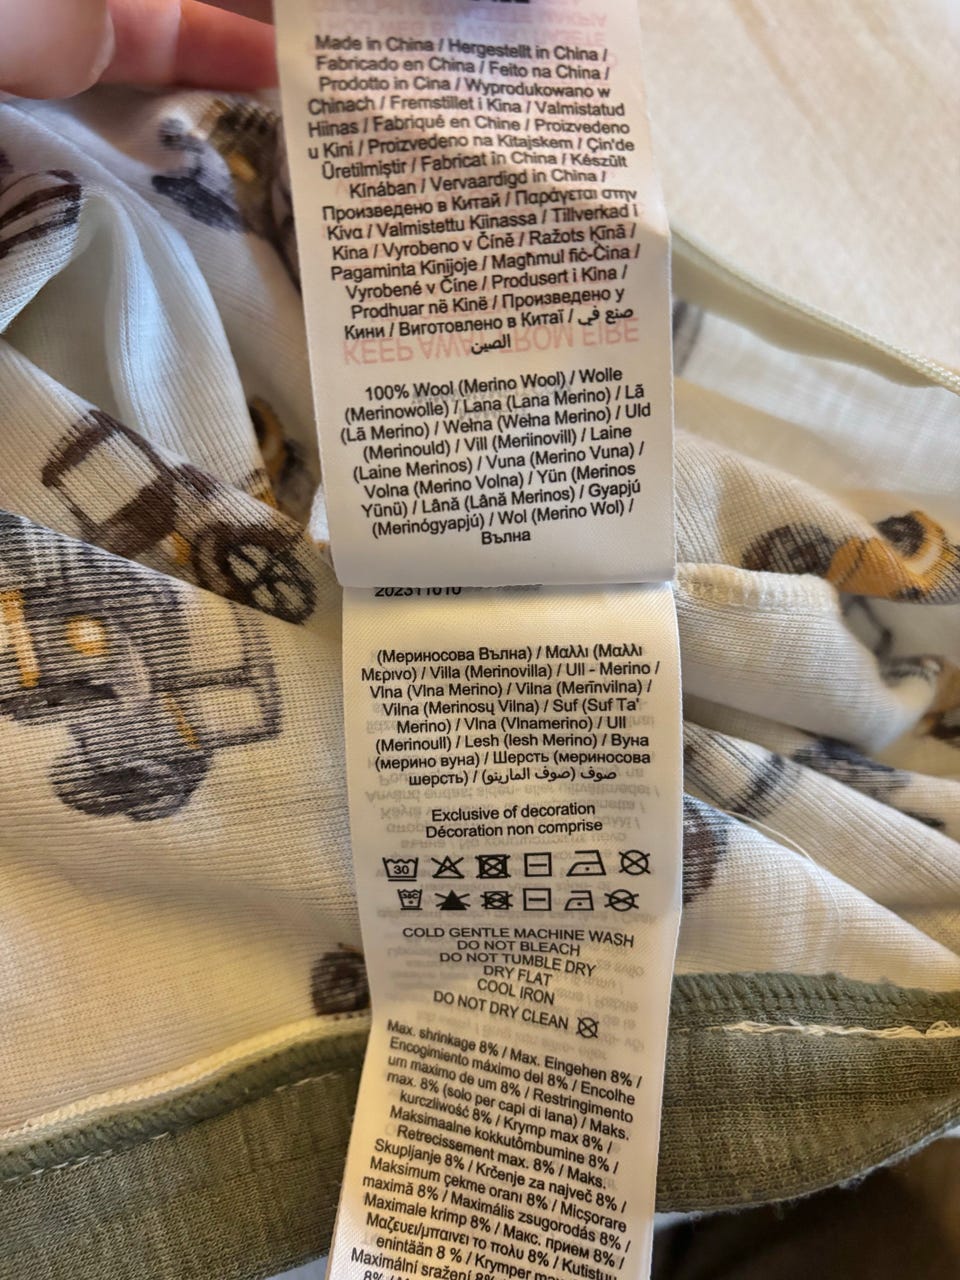 Made in China / Hergestellt in China /
Fabricado en China / Feito na China /
Prodotto in Cina / Wyprodukowano w
Chinach / Fremstillet i Kina / Valmistatud
Hiinas / Fabriqué en Chine / Proizvedeno
u Kini / Proizvedeno na Kitajskem / Çin'de
Üretilmiştir / Fabricat în China / Készült
Kínában / Vervaardigd in China /
Произведено в Китай / Παράγεται στην
Κίνα / Valmistettu Kiinassa / Tillverkad i
Kina / Vyrobeno v Číně / Ražots Ķīnā /
Pagaminta Kinijoje / Magħmul fiċ-Ċina /
Vyrobené v Číne / Produsert i Kina /
Prodhuar në Kinë / Произведено у
Кини / Виготовлено в Китаї / صنع في
الصين
KEEP AWAY FROM FIRE
100% Wool (Merino Wool) / Wolle
(Merinowolle) / Lana (Lana Merino) / Lã
(Lã Merino) / Wełna (Wełna Merino) / Uld
(Merinould) / Vill (Meriinovill) / Laine
(Laine Merinos) / Vuna (Merino Vuna) /
Volna (Merino Volna) / Yün (Merinos
Yünü) / Lână (Lână Merinos) / Gyapjú
(Merinógyapjú) / Wol (Merino Wol) /
Вълна
202311010
(Мериносова Вълна) / Μαλλι (Μαλλι
Μερινο) / Villa (Merinovilla) / Ull - Merino /
Vlna (Vlna Merino) / Vilna (Merīnvilna) /
Vilna (Merinosų Vilna) / Suf (Suf Ta'
Merino) / Vlna (Vlnamerino) / Ull
(Merinoull) / Lesh (lesh Merino) / Вуна
(мерино вуна) / Шерсть (мериносова
шерсть) / صوف (صوف المارينو)
Exclusive of decoration
Décoration non comprise
30
COLD GENTLE MACHINE WASH
DO NOT BLEACH
DO NOT TUMBLE DRY
DRY FLAT
COOL IRON
DO NOT DRY CLEAN
Max. shrinkage 8% / Max. Eingehen 8% /
Encogimiento máximo del 8% / Encolhe
um maximo de um 8% / Restringimento
max. 8% (solo per capi di lana) / Maks.
kurczliwość 8% / Krymp max 8% /
Maksimaalne kokkutõmbumine 8% /
Retrecissement max. 8% / Maks.
Skupljanje 8% / Krčenje za največ 8% /
Maksimum çekme oranı 8% / Micșorare
maximă 8% / Maximális zsugorodás 8% /
Maximale krimp 8% / Макс. прием 8% /
Μαζευει/μπαινει το πολυ 8% / Kutistuu
enintään 8 % / Krymper
Maximální sražení 8%
8% /